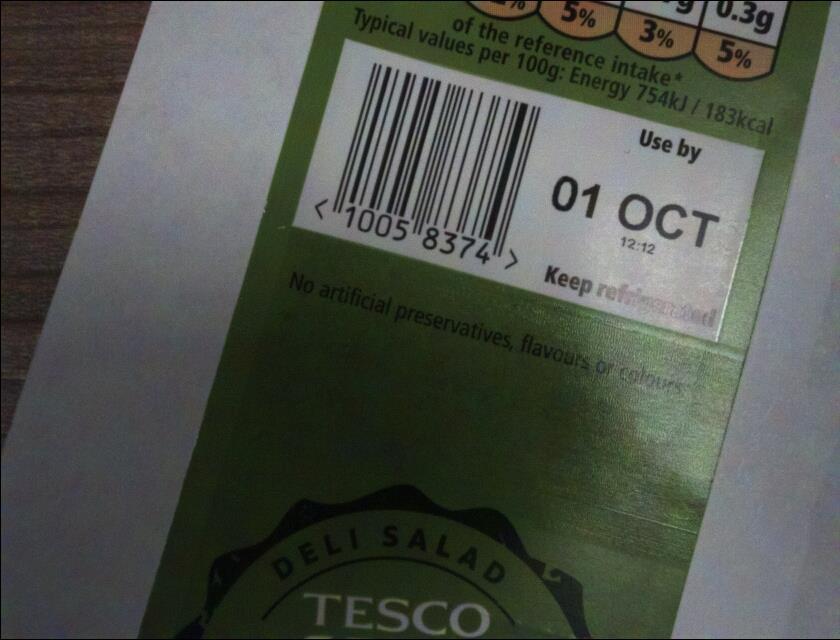 5%
3%
0.3g
5%
of the reference intake*
Typical values per 100g: Energy 754kJ / 183kcal
Use by
01 OCT
12:12
< 1005 8374 >
Keep refrigerated
No artificial preservatives, flavours or colours
DELI SALAD
TESCO